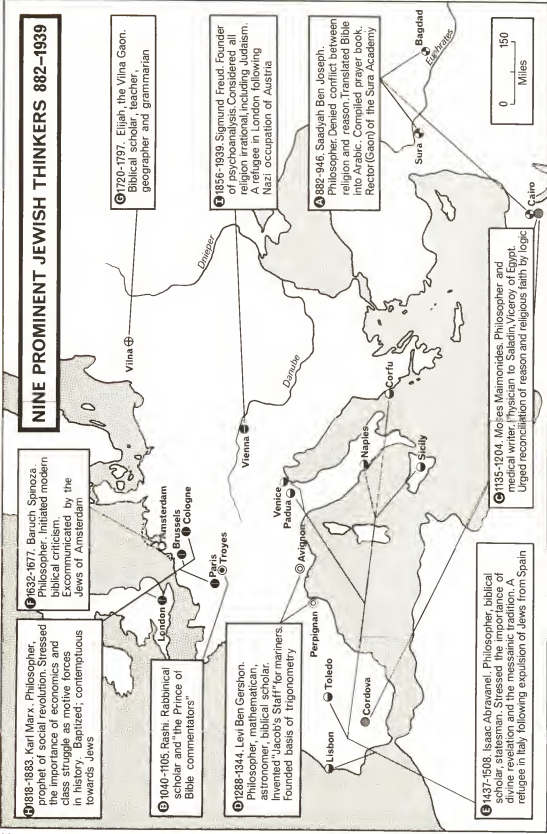 NINE PROMINENT JEWISH THINKERS 882–1939
H 1818-1883. Karl Marx. Philosopher,
prophet of social revolution. Stressed
the importance of economics and
class struggle as motive forces
in history. Baptized; contemptuous
towards Jews
F 1632-1677. Baruch Spinoza.
Philosopher. Initiated modern
biblical criticism.
Excommunicated by the
Jews of Amsterdam
G 1720-1797. Elijah, the Vilna Gaon.
Biblical scholar, teacher,
geographer and grammarian
I 1856-1939. Sigmund Freud. Founder
of psychoanalysis. Considered all
religion irrational, including Judaism.
A refugee in London following
Nazi occupation of Austria
B 1040-1105. Rashi. Rabbinical
scholar and "the Prince of
Bible commentators"
D 1288-1344. Levi Ben Gershon.
Philosopher, mathematician,
astronomer, biblical scholar.
Invented "Jacob's Staff" for mariners.
Founded basis of trigonometry
A 882-946. Saadyah Ben Joseph.
Philosopher. Denied conflict between
religion and reason. Translated Bible
into Arabic. Compiled prayer book.
Rector (Gaon) of the Sura Academy
E 1437-1508. Isaac Abravanel. Philosopher, biblical
scholar, statesman. Stressed the importance of
divine revelation and the messainic tradition. A
refugee in Italy following expulsion of Jews from Spain
C 1135-1204. Moses Maimonides. Philosopher and
medical writer. Physician to Saladin, Viceroy of Egypt.
Urged reconciliation of reason and religious faith by logic
London
Amsterdam
Brussels
Cologne
Paris
Troyes
Vilna
Dnieper
Vienna
Danube
Venice
Padua
Avignon
Perpignan
Toledo
Lisbon
Cordova
Naples
Sicily
Corfu
Cairo
Sura
Bagdad
Euphrates
0 150
Miles